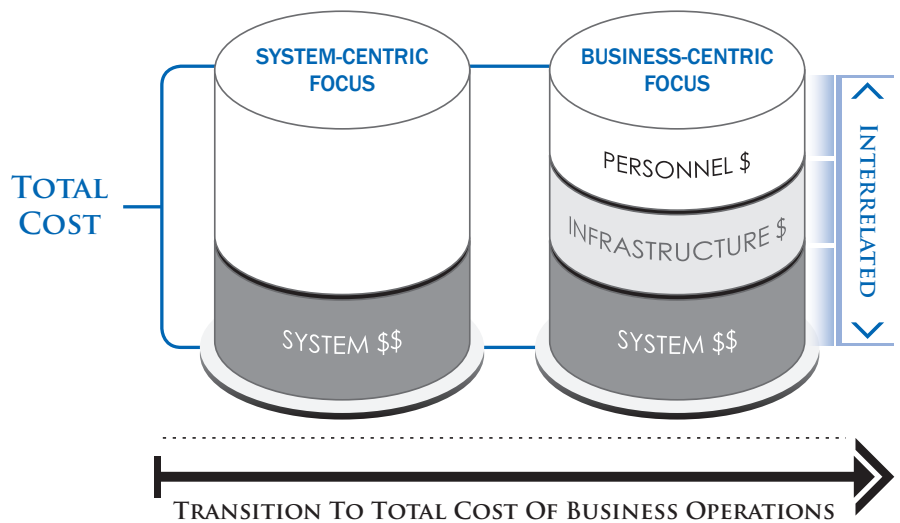 SYSTEM-CENTRIC
FOCUS
BUSINESS-CENTRIC
FOCUS
TOTAL
COST
PERSONNEL $
INFRASTRUCTURE $
SYSTEM $$
SYSTEM $$
INTERRELATED
TRANSITION TO TOTAL COST OF BUSINESS OPERATIONS